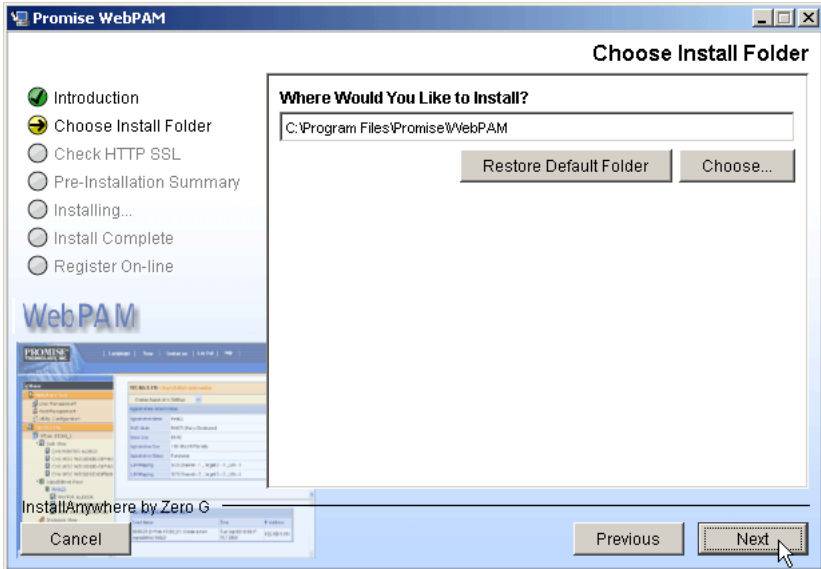 Promise WebPAM
Choose Install Folder
Introduction
Choose Install Folder
Check HTTP SSL
Pre-Installation Summary
Installing...
Install Complete
Register On-line
WebPAM
PROMISE
Where Would You Like to Install?
C:\Program Files\Promise\WebPAM
Restore Default Folder
Choose...
InstallAnywhere by Zero G
Cancel
Previous
Next